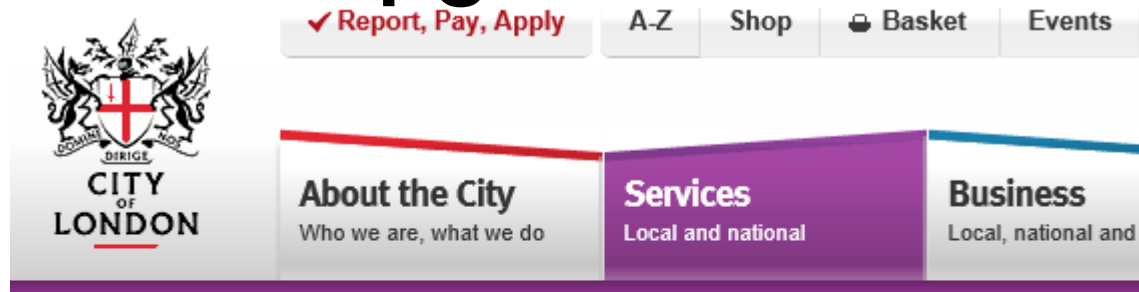 ✓ Report, Pay, Apply
A-Z
Shop
Basket
Events
DOMINE DIRIGE NOS
CITY
OF
LONDON
About the City
Who we are, what we do
Services
Local and national
Business
Local, national and